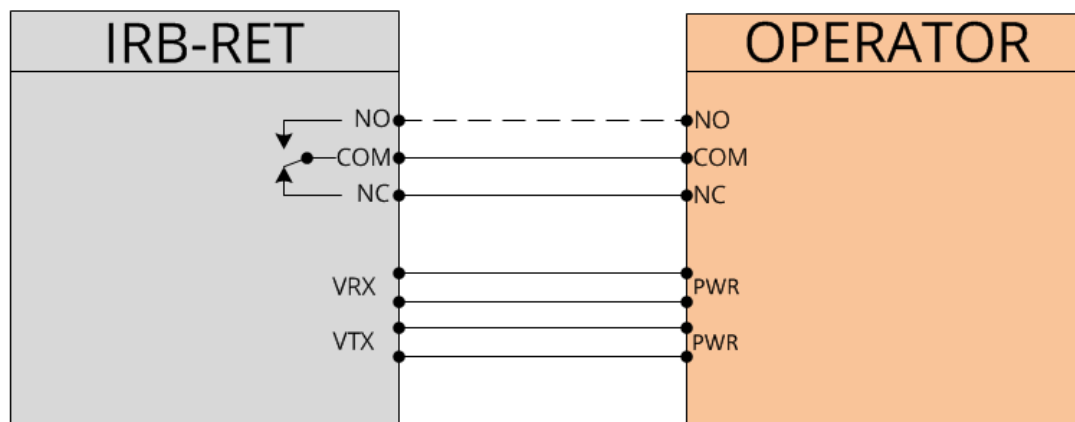 IRB-RET
OPERATOR
NO
NO
COM
COM
NC
NC
VRX
PWR
VTX
PWR